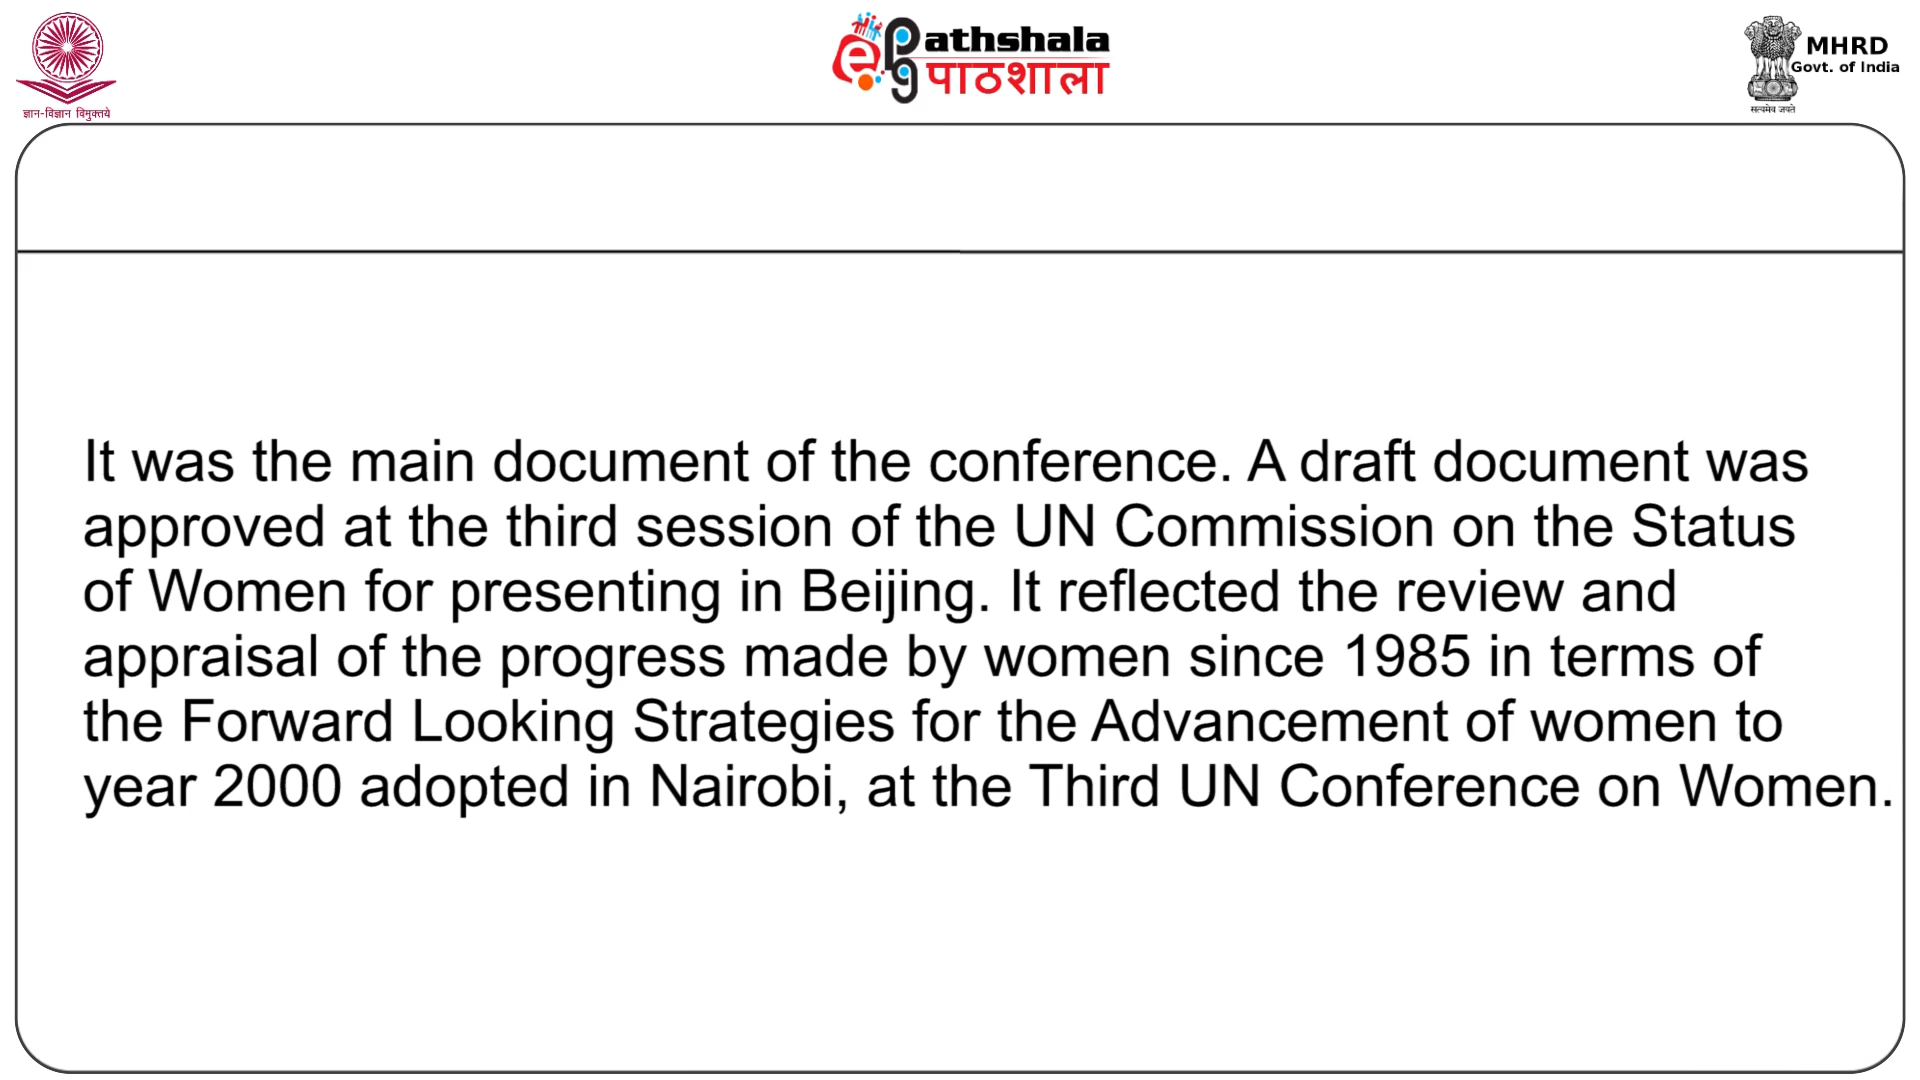 ज्ञान-विज्ञान विमुक्तये
ePg Pathshala
पाठशाला
MHRD
Govt. of India
सत्यमेव जयते
It was the main document of the conference. A draft document was
approved at the third session of the UN Commission on the Status
of Women for presenting in Beijing. It reflected the review and
appraisal of the progress made by women since 1985 in terms of
the Forward Looking Strategies for the Advancement of women to
year 2000 adopted in Nairobi, at the Third UN Conference on Women.